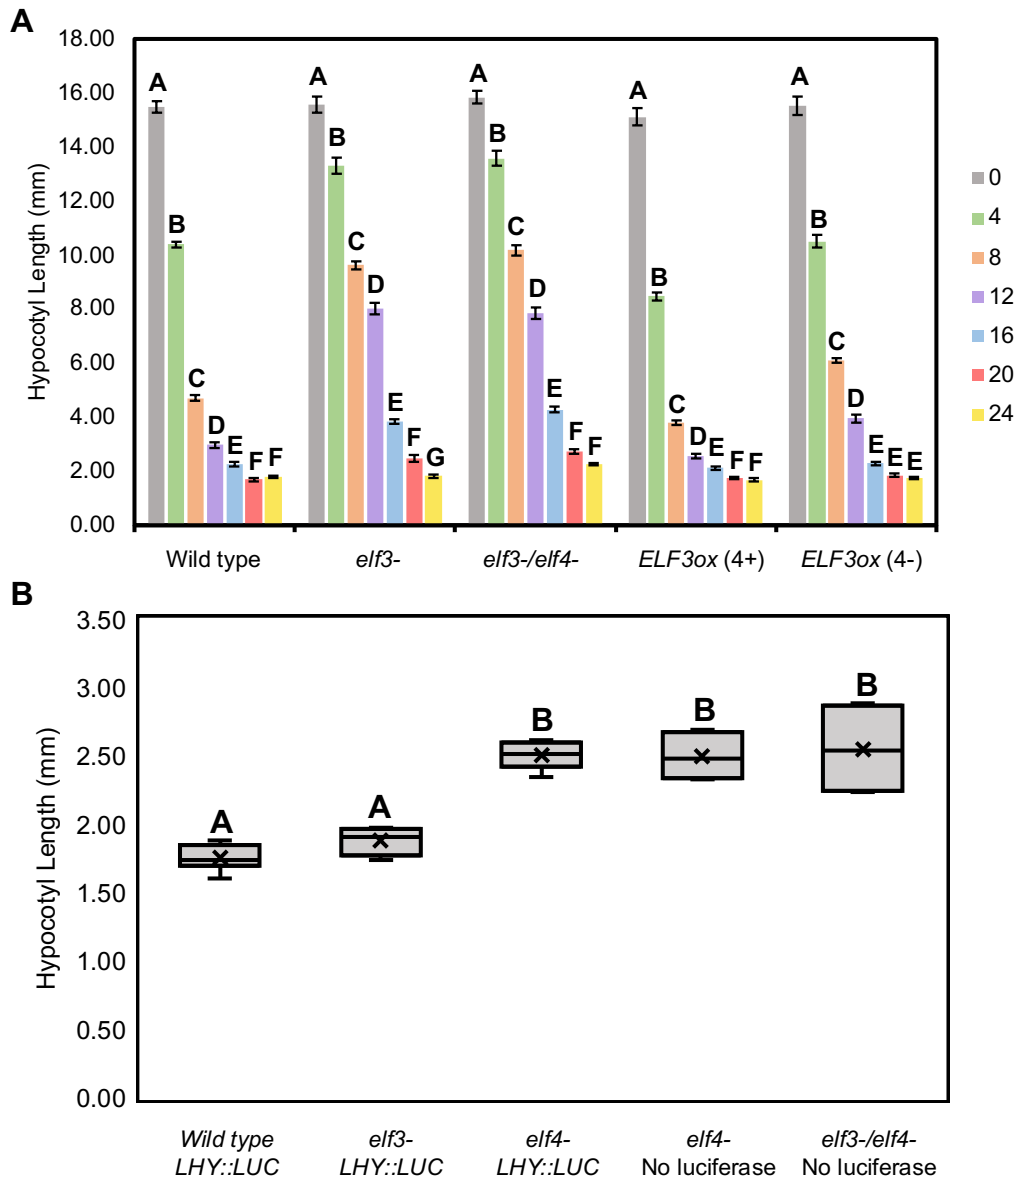 A
18.00
16.00
14.00
12.00
10.00
8.00
6.00
4.00
2.00
0.00
Hypocotyl Length (mm)
A B C D E F F
A B C D E F G
A B C D E F F
A B C D E F F
A B C D E E E
Wild type elf3- elf3-/elf4- ELF3ox (4+) ELF3ox (4-)
0
4
8
12
16
20
24
B
3.50
3.00
2.50
2.00
1.50
1.00
0.50
0.00
Hypocotyl Length (mm)
A A B B B
Wild type elf3- elf4- elf4- elf3-/elf4-
LHY::LUC LHY::LUC LHY::LUC No luciferase No luciferase